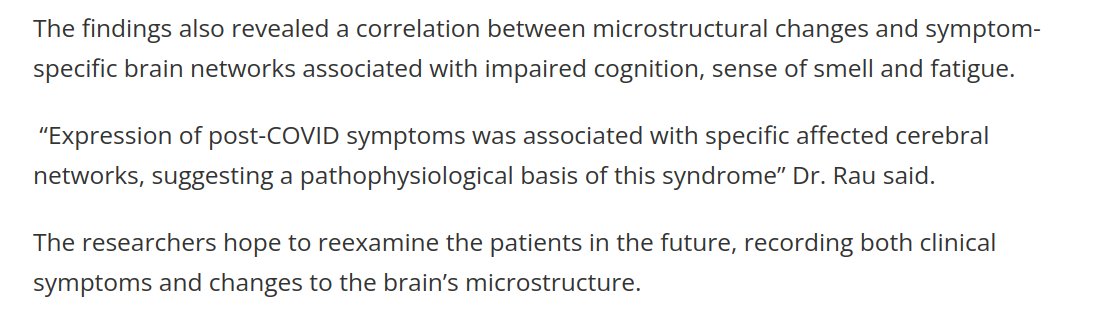 The findings also revealed a correlation between microstructural changes and symptom-
specific brain networks associated with impaired cognition, sense of smell and fatigue.
“Expression of post-COVID symptoms was associated with specific affected cerebral
networks, suggesting a pathophysiological basis of this syndrome” Dr. Rau said.
The researchers hope to reexamine the patients in the future, recording both clinical
symptoms and changes to the brain’s microstructure.